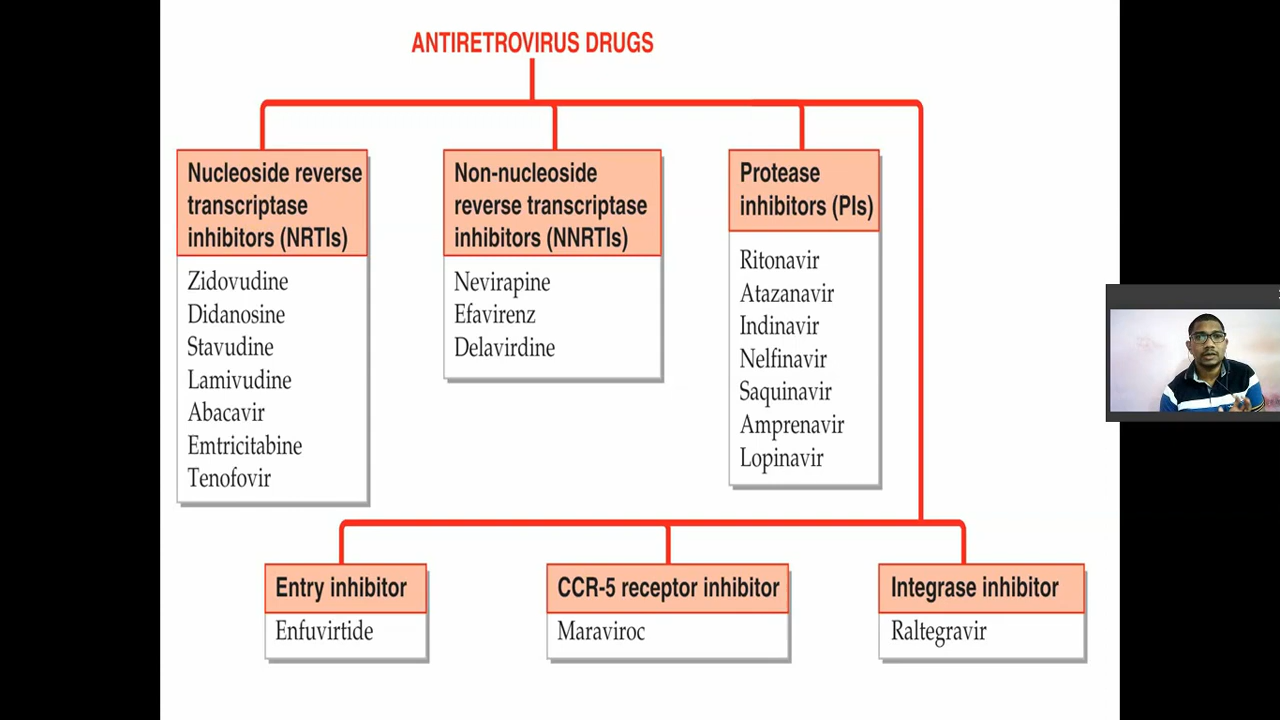 ANTIRETROVIRUS DRUGS
Nucleoside reverse
transcriptase
inhibitors (NRTIs)
Zidovudine
Didanosine
Stavudine
Lamivudine
Abacavir
Emtricitabine
Tenofovir
Non-nucleoside
reverse transcriptase
inhibitors (NNRTIs)
Nevirapine
Efavirenz
Delavirdine
Protease
inhibitors (PIs)
Ritonavir
Atazanavir
Indinavir
Nelfinavir
Saquinavir
Amprenavir
Lopinavir
Entry inhibitor
Enfuvirtide
CCR-5 receptor inhibitor
Maraviroc
Integrase inhibitor
Raltegravir